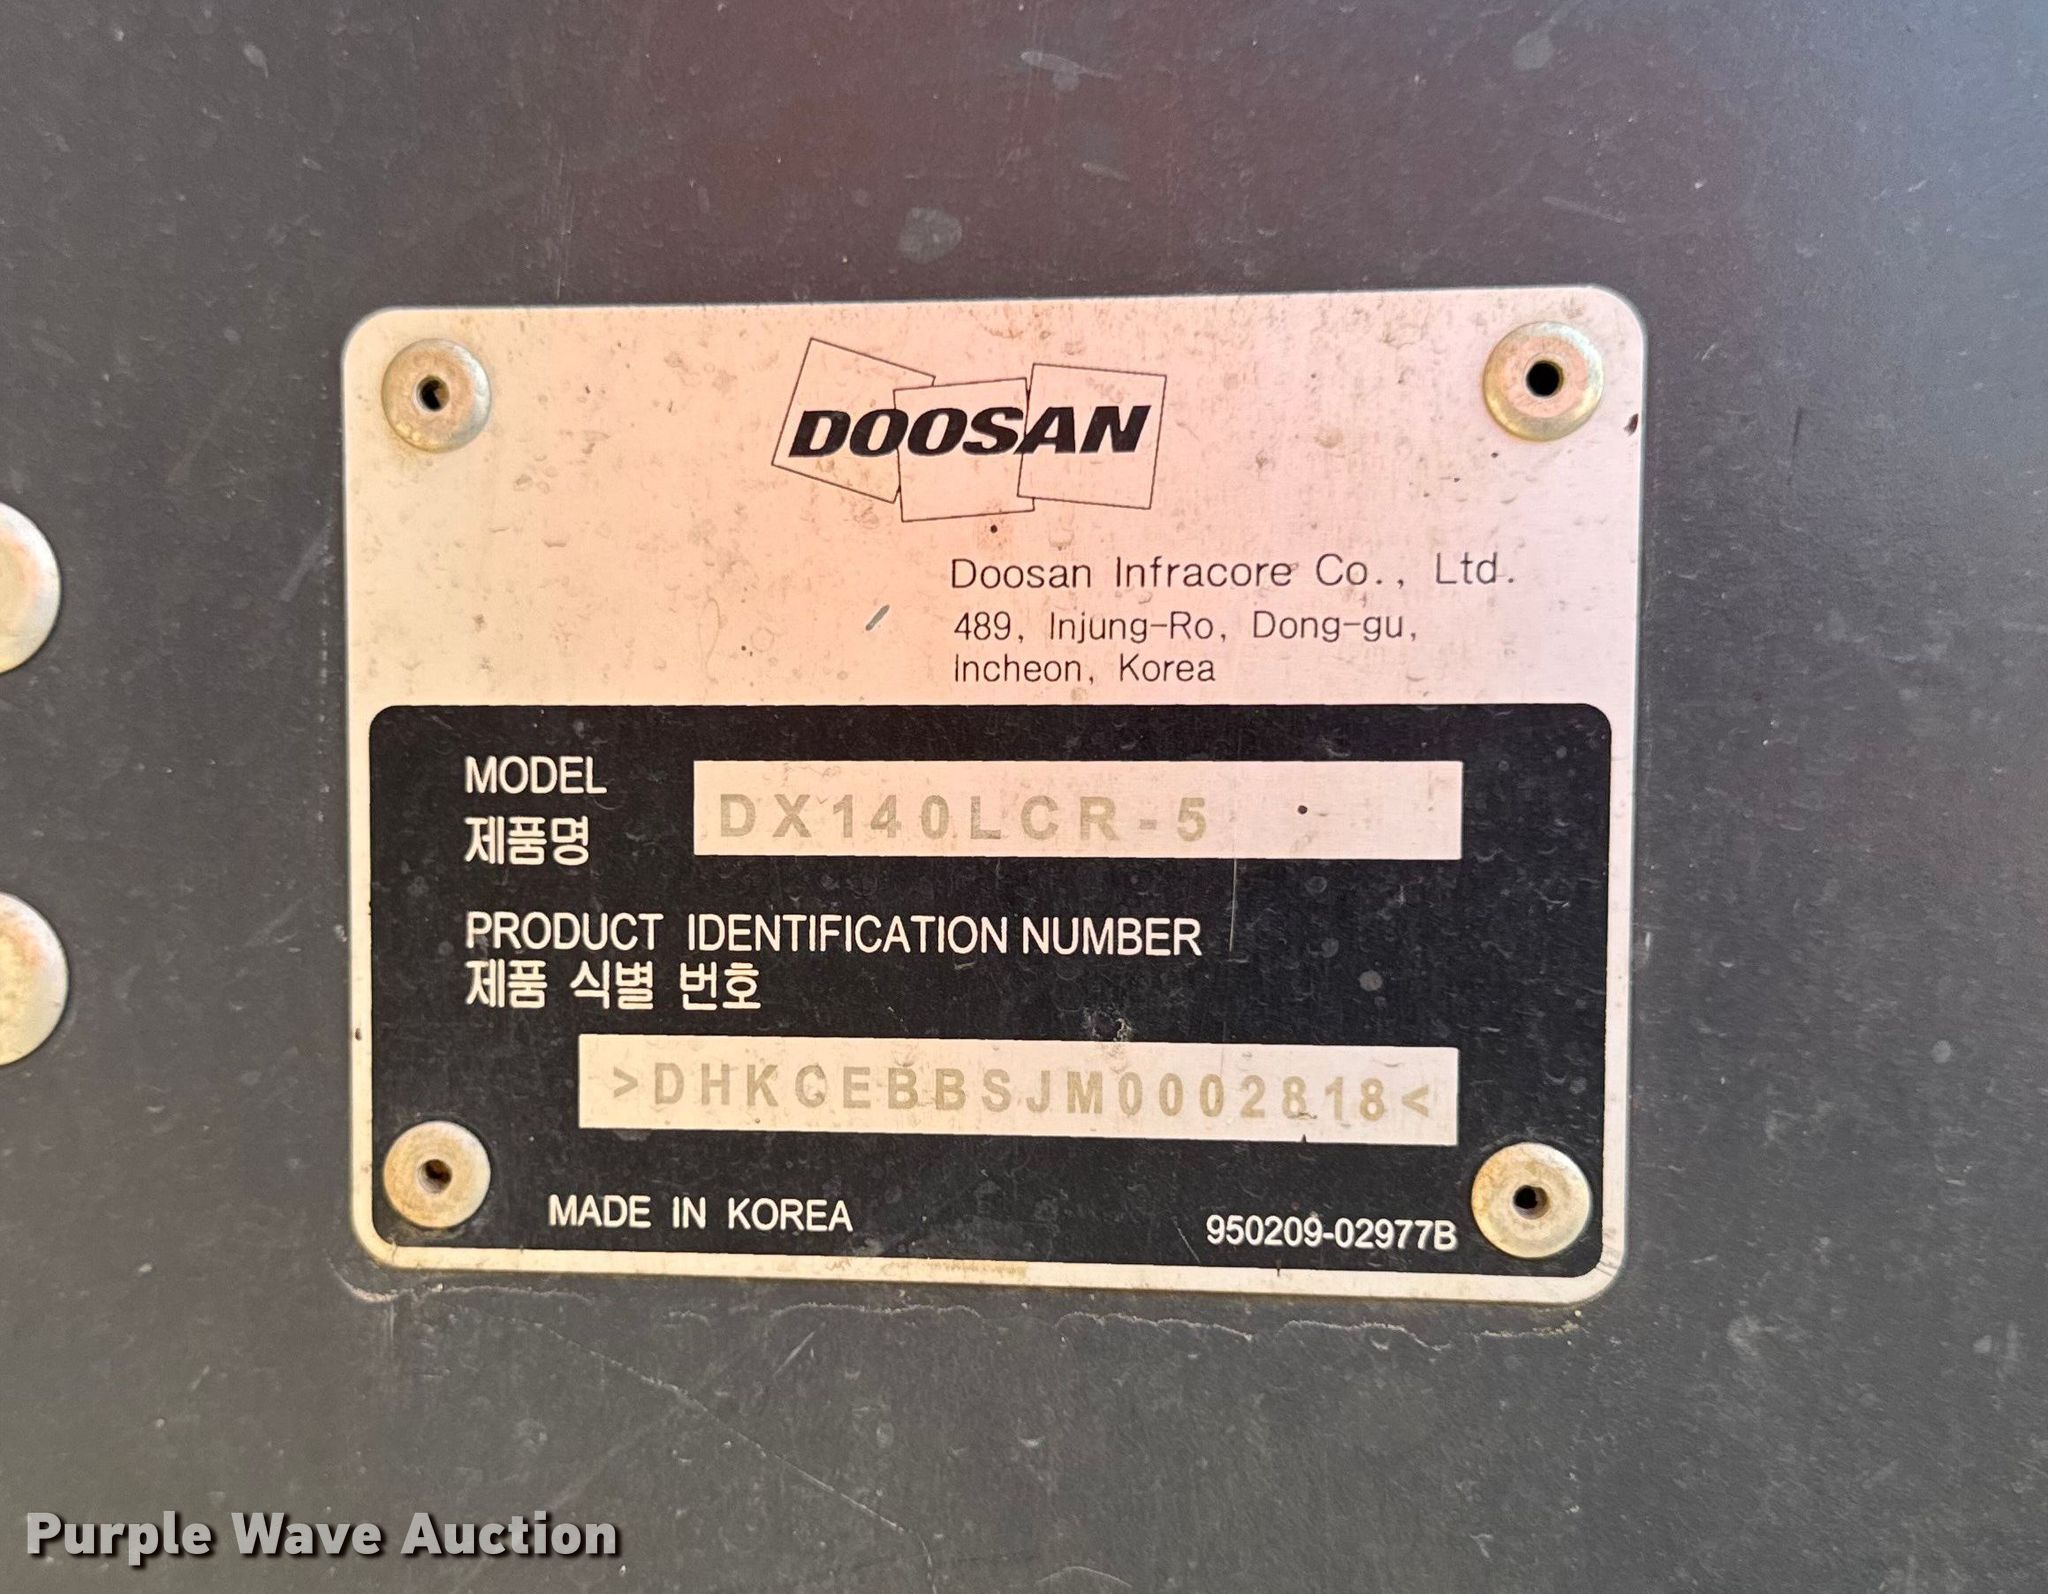 DOOSAN
Doosan Infracore Co., Ltd.
489, Injung-Ro, Dong-gu,
Incheon, Korea
MODEL
제품명
DX140LCR-5
PRODUCT IDENTIFICATION NUMBER
제품 식별 번호
>DHKCEBBSJM0002818<
MADE IN KOREA
950209-02977B
Purple Wave Auction